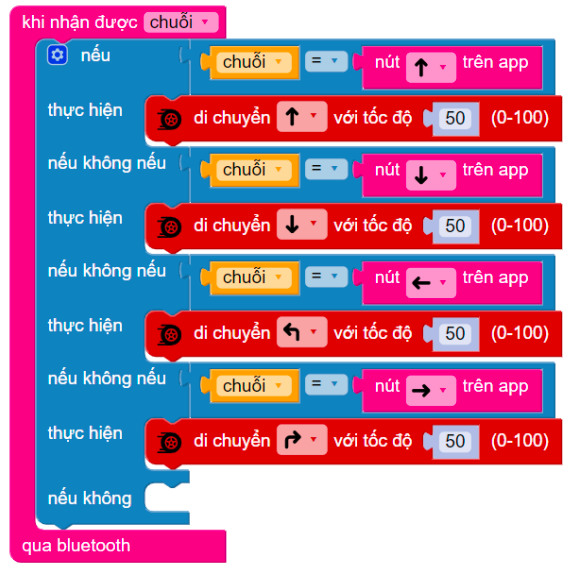 khi nhận được chuỗi
nếu chuỗi = nút ↑ trên app
thực hiện di chuyển ↑ với tốc độ 50 (0-100)
nếu không nếu chuỗi = nút ↓ trên app
thực hiện di chuyển ↓ với tốc độ 50 (0-100)
nếu không nếu chuỗi = nút ← trên app
thực hiện di chuyển ↰ với tốc độ 50 (0-100)
nếu không nếu chuỗi = nút → trên app
thực hiện di chuyển ↱ với tốc độ 50 (0-100)
nếu không
qua bluetooth